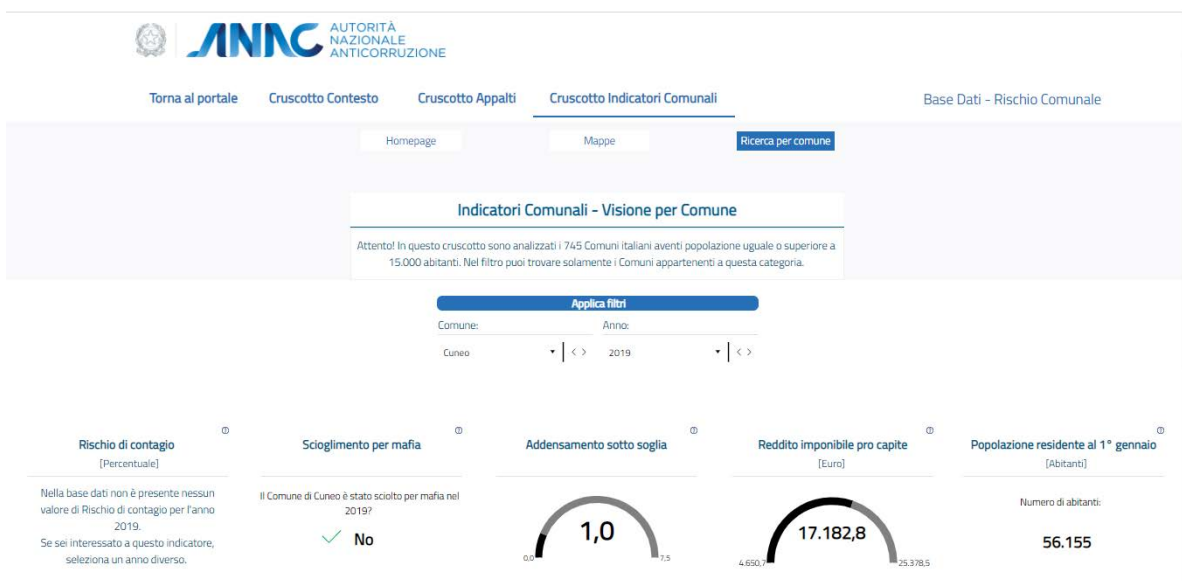 ANAC
AUTORITÀ
NAZIONALE
ANTICORRUZIONE
Torna al portale
Cruscotto Contesto
Cruscotto Appalti
Cruscotto Indicatori Comunali
Base Dati - Rischio Comunale
Homepage
Mappe
Ricerca per comune
Indicatori Comunali - Visione per Comune
Attento! In questo cruscotto sono analizzati i 745 Comuni italiani aventi popolazione uguale o superiore a
15.000 abitanti. Nel filtro puoi trovare solamente i Comuni appartenenti a questa categoria.
Applica filtri
Comune:
Anno:
Cuneo
2019
Rischio di contagio
[Percentuale]
Nella base dati non è presente nessun
valore di Rischio di contagio per l'anno
2019.
Se sei interessato a questo indicatore,
seleziona un anno diverso.
Scioglimento per mafia
Il Comune di Cuneo è stato sciolto per mafia nel
2019?
No
Addensamento sotto soglia
1,0
0,0
7,5
Reddito imponibile pro capite
[Euro]
17.182,8
4.650,7
25.378,5
Popolazione residente al 1° gennaio
[Abitanti]
Numero di abitanti:
56.155